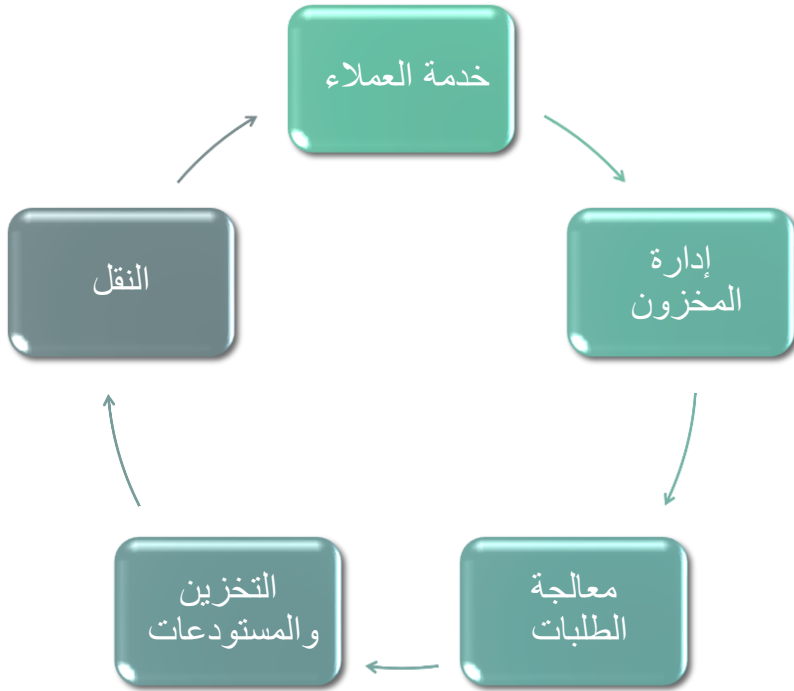 خدمة العملاء
إدارة
المخزون
معالجة
الطلبات
التخزين
والمستودعات
النقل